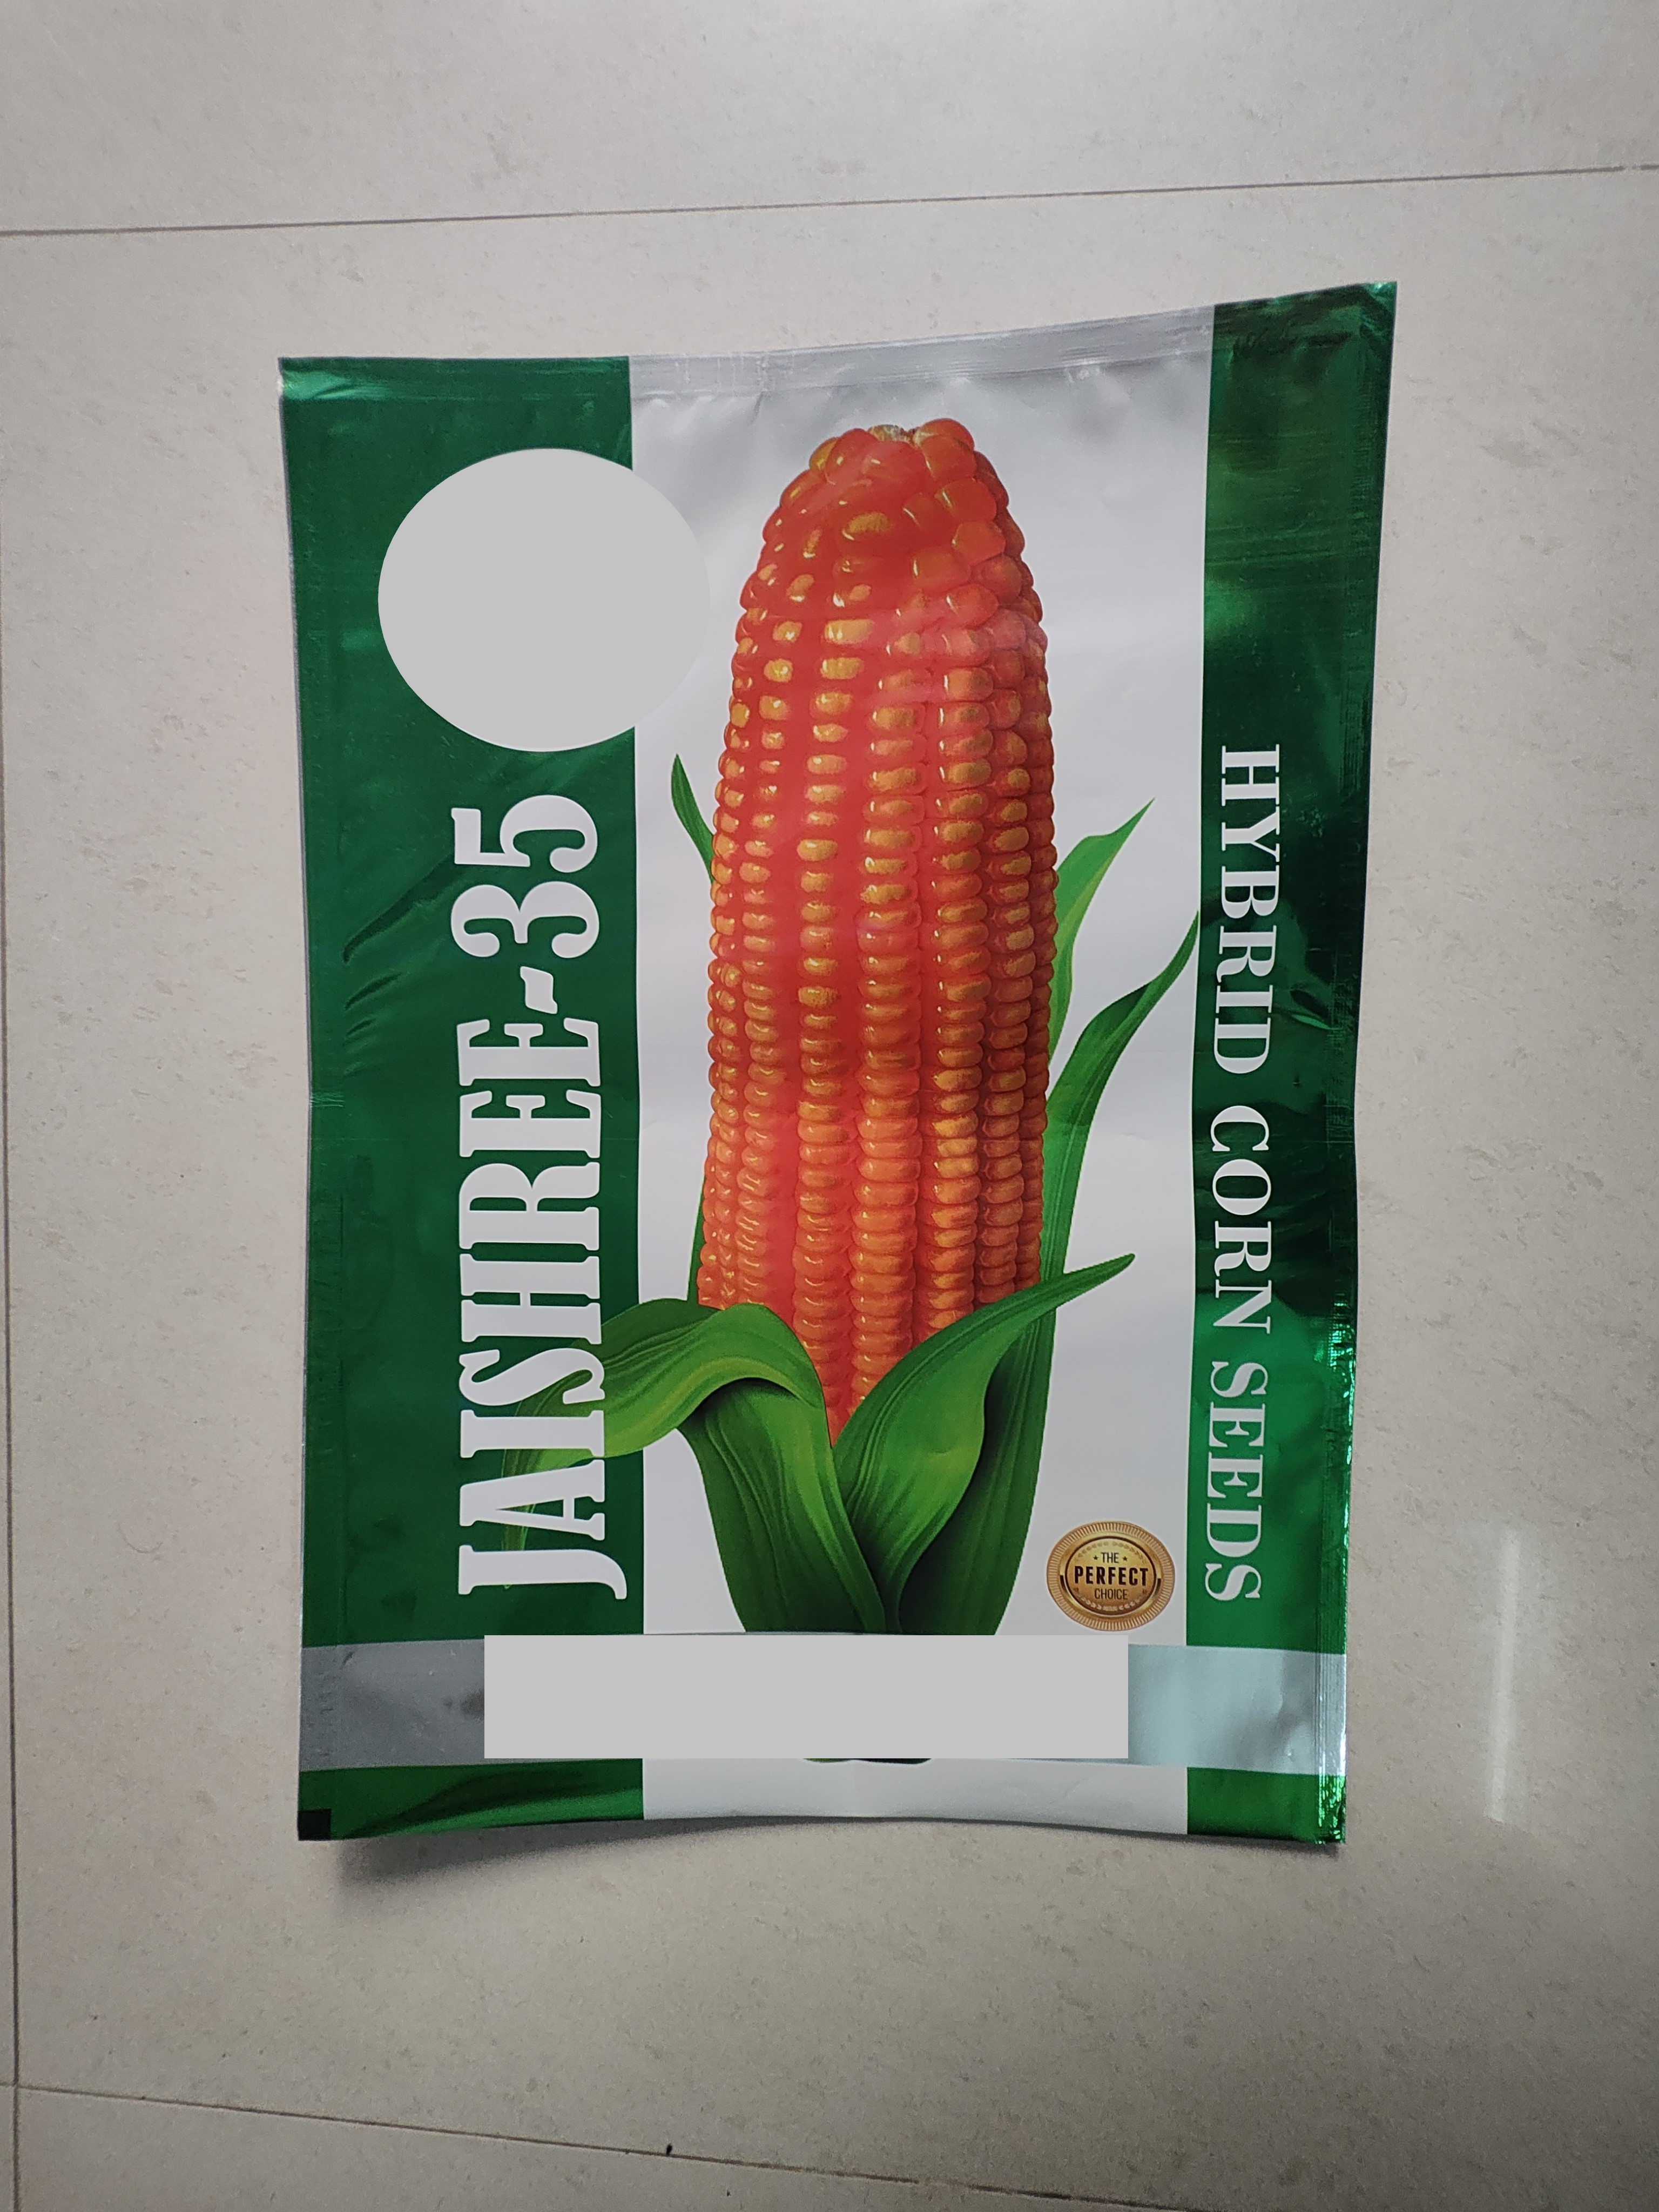 JAISHREE-35
HYBRID CORN SEEDS
THE
PERFECT
CHOICE